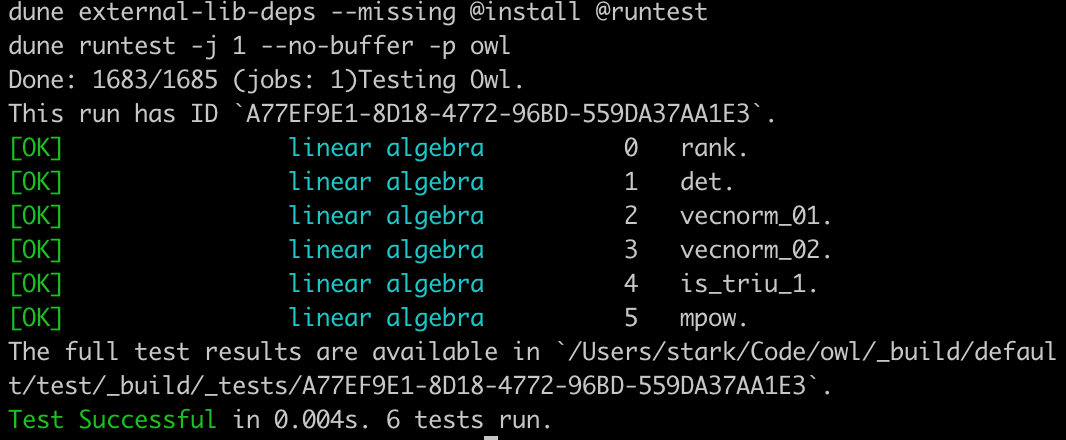 dune external-lib-deps --missing @install @runtest
dune runtest -j 1 --no-buffer -p owl
Done: 1683/1685 (jobs: 1)Testing Owl.
This run has ID `A77EF9E1-8D18-4772-96BD-559DA37AA1E3`.
[OK]                linear algebra          0   rank.
[OK]                linear algebra          1   det.
[OK]                linear algebra          2   vecnorm_01.
[OK]                linear algebra          3   vecnorm_02.
[OK]                linear algebra          4   is_triu_1.
[OK]                linear algebra          5   mpow.
The full test results are available in `/Users/stark/Code/owl/_build/defaul
t/test/_build/_tests/A77EF9E1-8D18-4772-96BD-559DA37AA1E3`.
Test Successful in 0.004s. 6 tests run.